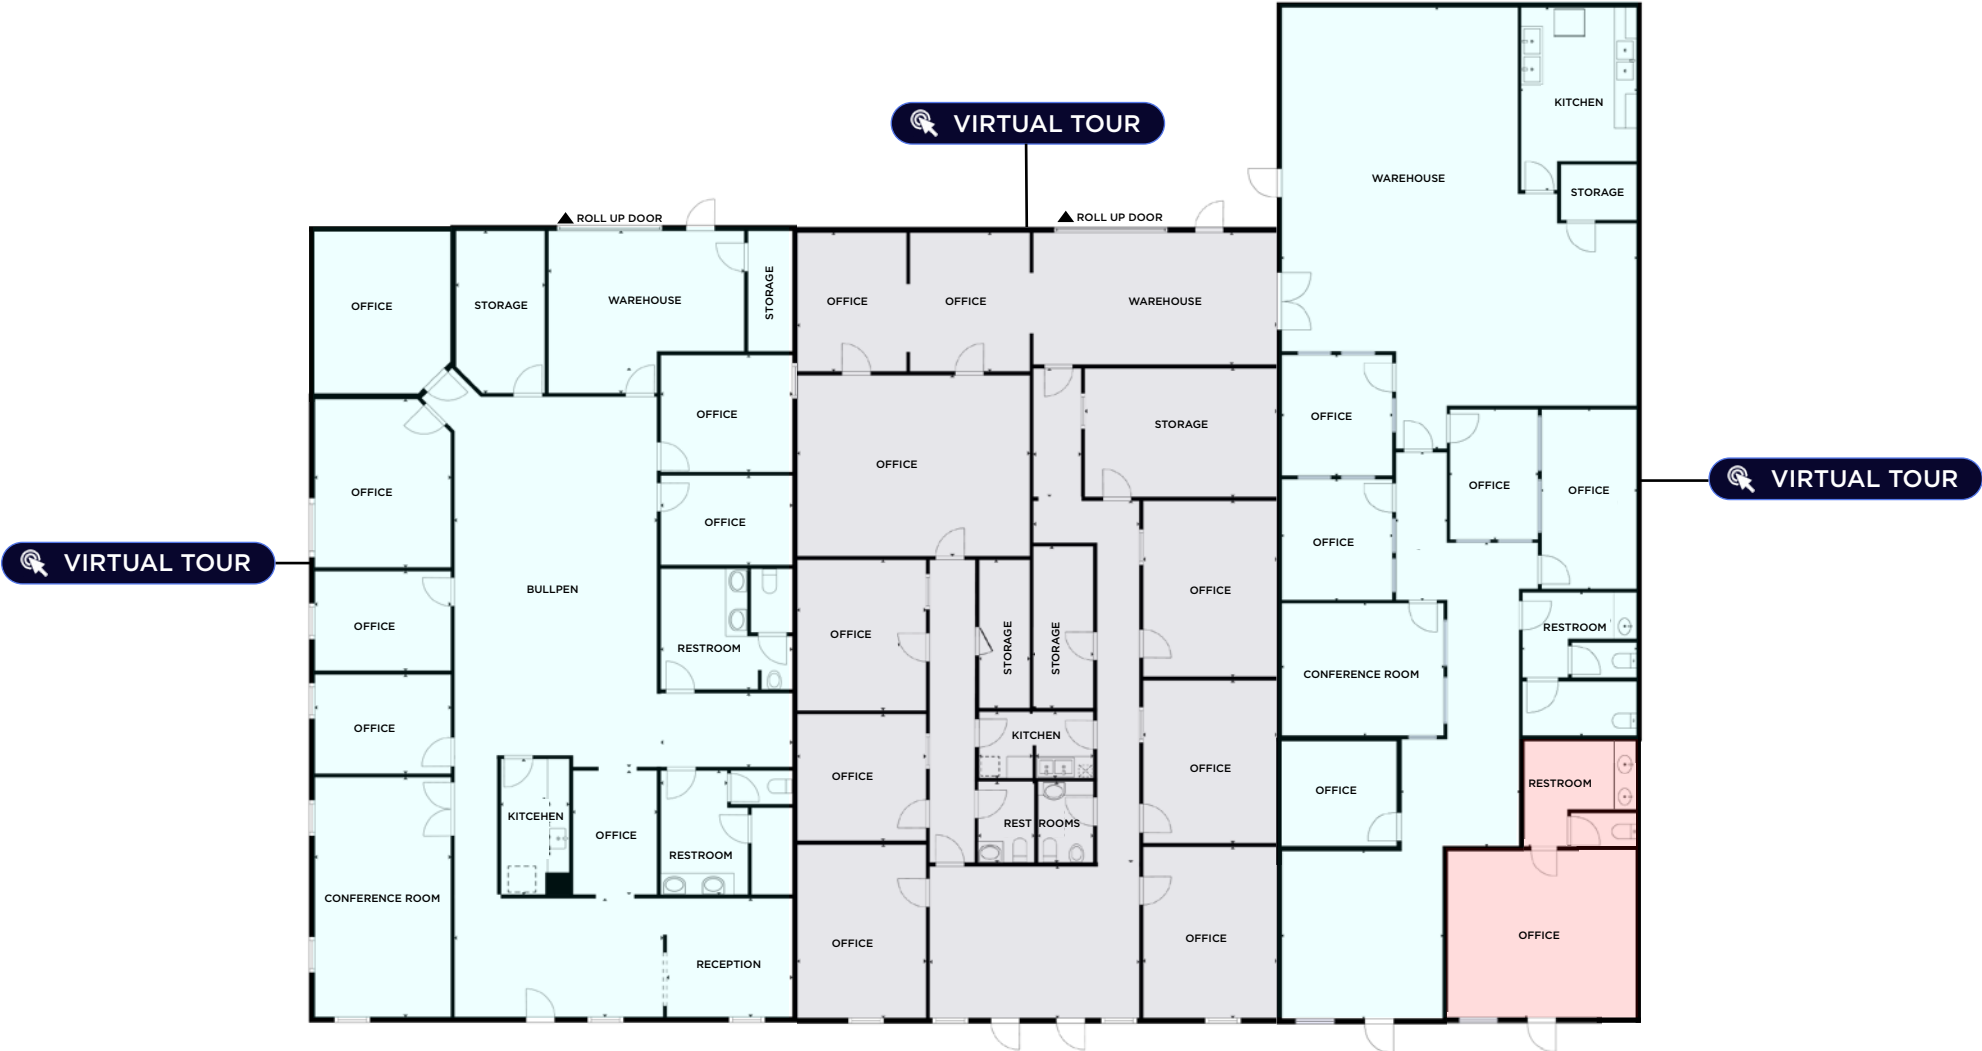 VIRTUAL TOUR
KITCHEN
WAREHOUSE
STORAGE
ROLL UP DOOR
ROLL UP DOOR
OFFICE
STORAGE
WAREHOUSE
STORAGE
OFFICE
OFFICE
WAREHOUSE
OFFICE
OFFICE
STORAGE
OFFICE
OFFICE
OFFICE
OFFICE
OFFICE
VIRTUAL TOUR
OFFICE
OFFICE
VIRTUAL TOUR
BULLPEN
OFFICE
OFFICE
RESTROOM
OFFICE
STORAGE
STORAGE
RESTROOM
CONFERENCE ROOM
OFFICE
KITCHEN
OFFICE
OFFICE
OFFICE
RESTROOM
KITCEHEN
OFFICE
REST ROOMS
RESTROOM
CONFERENCE ROOM
OFFICE
OFFICE
OFFICE
RECEPTION